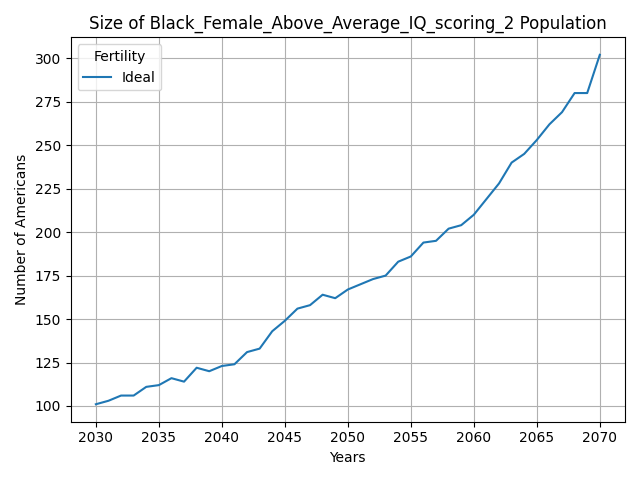 Size of Black_Female_Above_Average_IQ_scoring_2 Population
Fertility
Ideal
300
275
250
225
200
175
150
125
100
Number of Americans
2030 2035 2040 2045 2050 2055 2060 2065 2070
Years